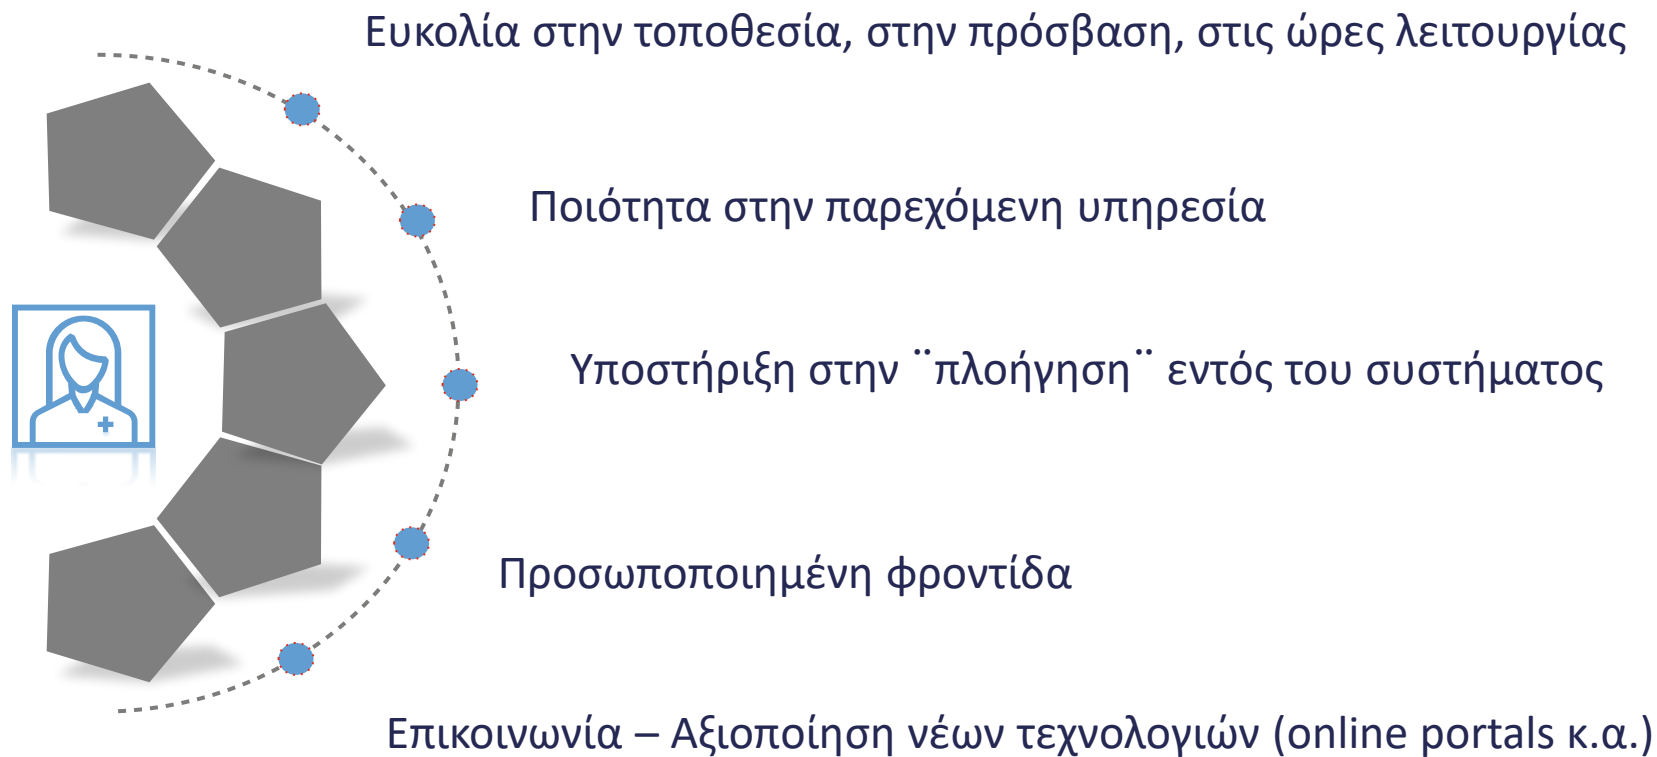 Ευκολία στην τοποθεσία, στην πρόσβαση, στις ώρες λειτουργίας
Ποιότητα στην παρεχόμενη υπηρεσία
Υποστήριξη στην ¨πλοήγηση¨ εντός του συστήματος
Προσωποποιημένη φροντίδα
Επικοινωνία – Αξιοποίηση νέων τεχνολογιών (online portals κ.α.)